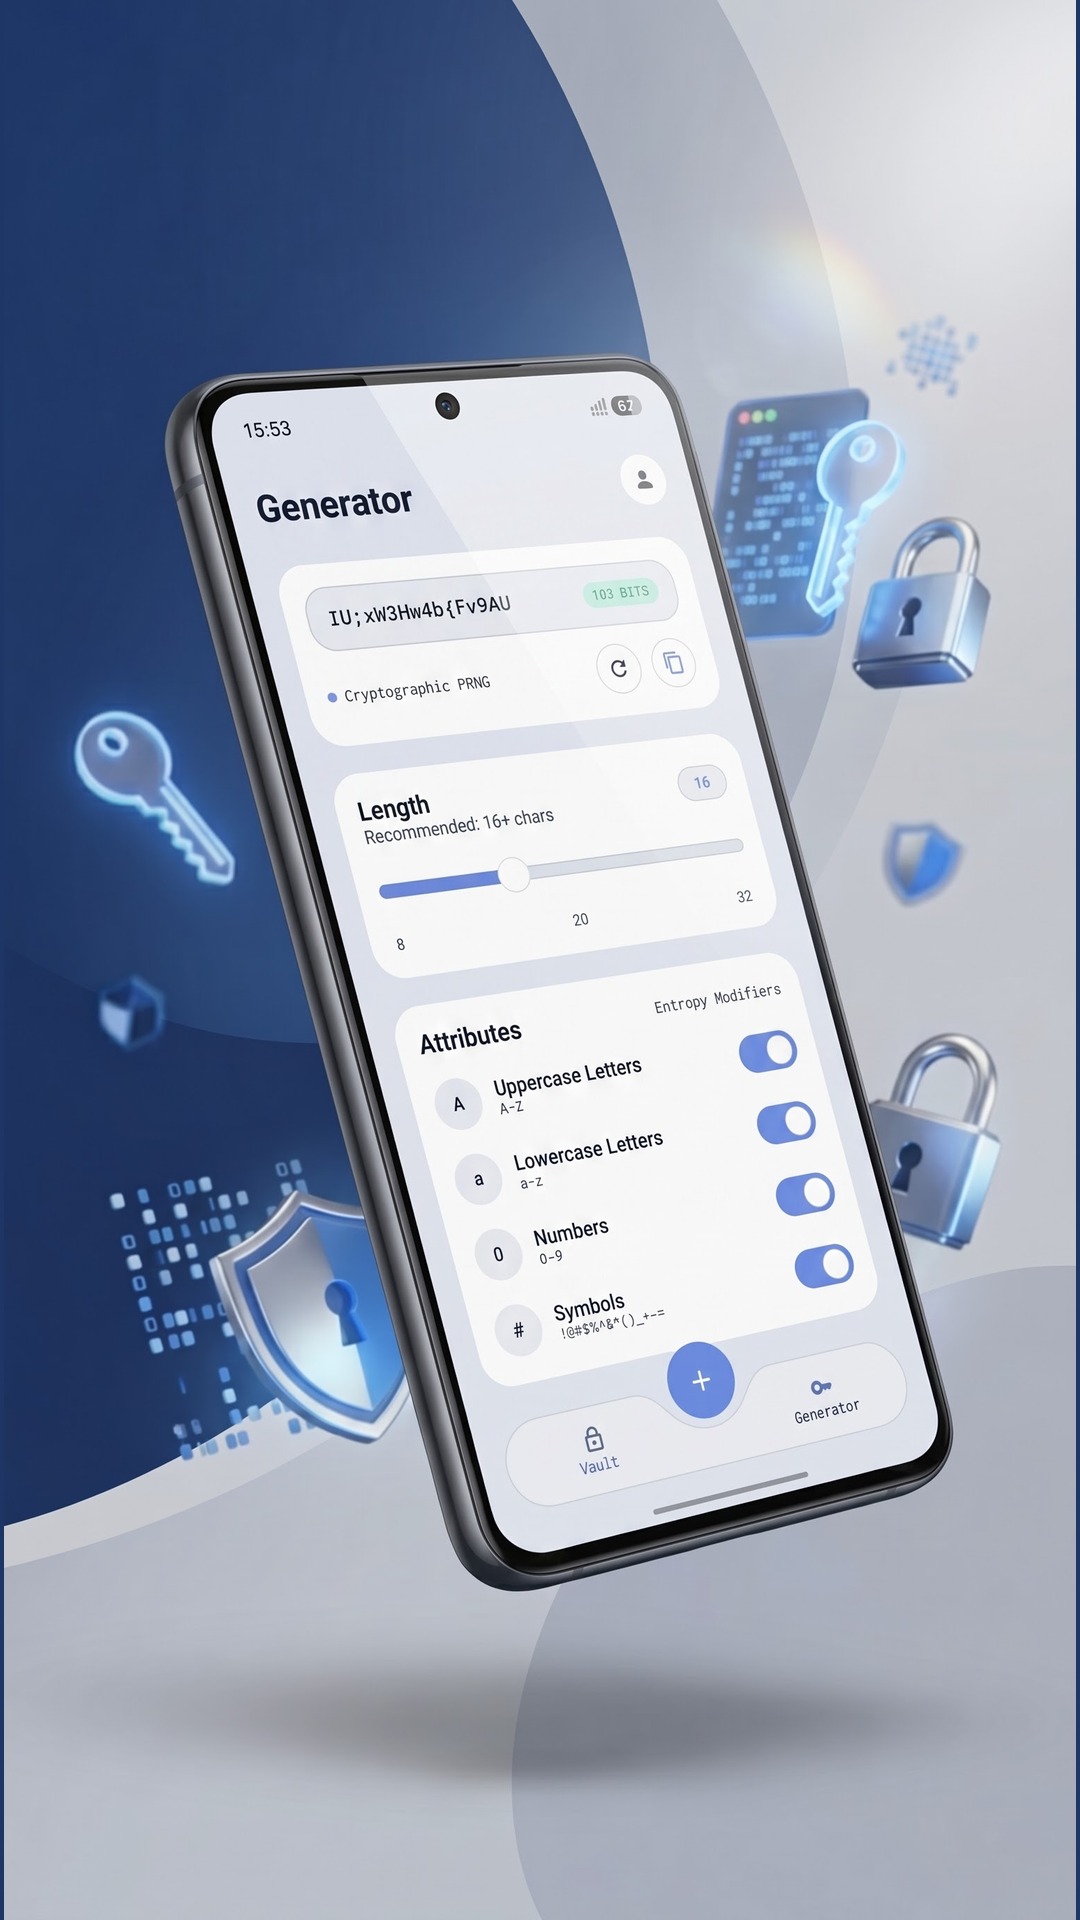 15:53
62
Generator
IU;xW3Hw4b{Fv9AU
103 BITS
Cryptographic PRNG
Length
16
Recommended: 16+ chars
8
20
32
Attributes
Entropy Modifiers
A
Uppercase Letters
A-Z
a
Lowercase Letters
a-z
0
Numbers
0-9
#
Symbols
!@#$%^&*()_+-=
+
Vault
Generator